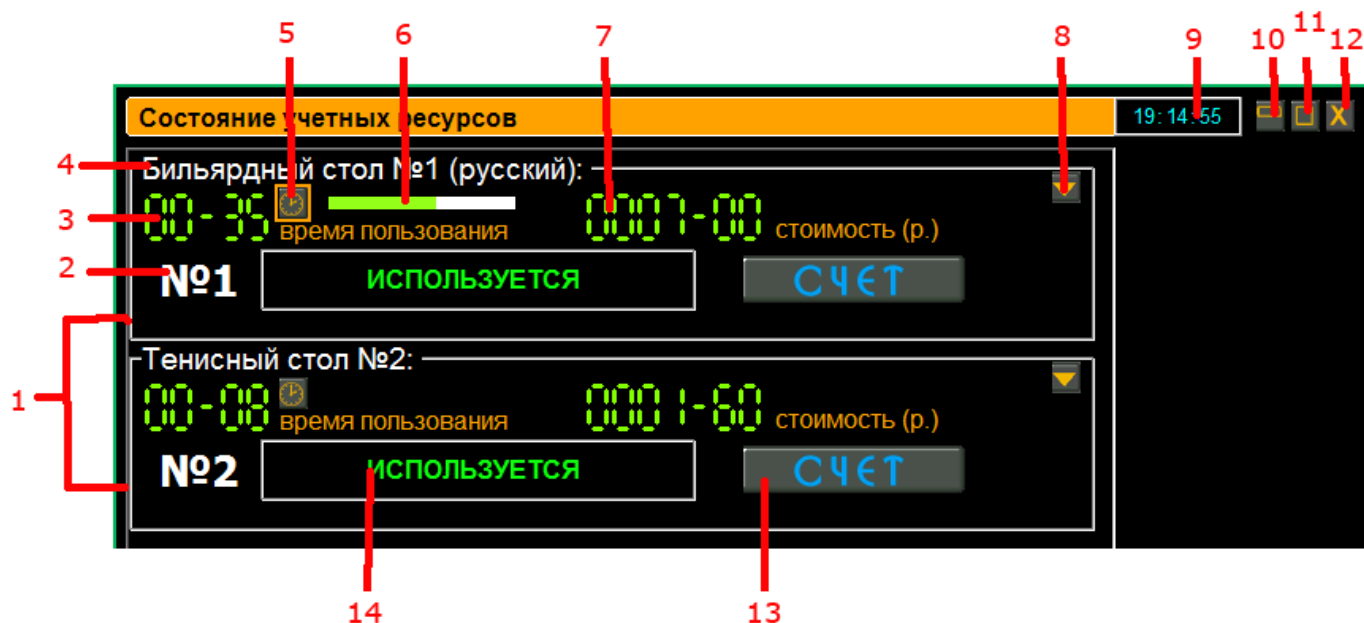 5 6 7 8 9 10 11 12
Состояние учетных ресурсов 19:14:55 X
4 Бильярдный стол №1 (русский):
3 00-35 время пользования 0007-00 стоимость (р.)
2 №1 ИСПОЛЬЗУЕТСЯ СЧЕТ
1
Тенисный стол №2:
00-08 время пользования 0001-60 стоимость (р.)
№2 ИСПОЛЬЗУЕТСЯ СЧЕТ
14 13